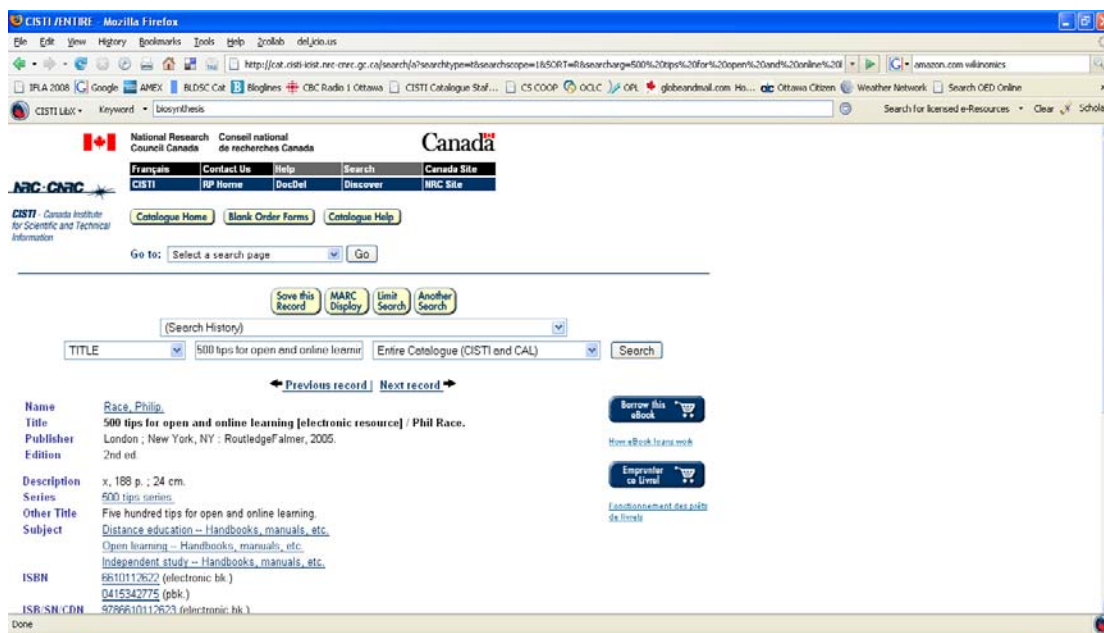 CISTI /ENTIRE - Mozilla Firefox
File Edit View History Bookmarks Tools Help 2collab del.icio.us
http://cat.cisti-icist.nrc-cnrc.gc.ca/search/a?searchtype=t&searchscope=1&SORT=R&searcharg=500%20tips%20for%20open%20and%20online%20l amazon.com wikinomics
IFLA 2008 Google AMEX BLDSC Cat Bloglines CBC Radio 1 Ottawa CISTI Catalogue Staf... CS COOP OCLC OPL globeandmail.com Ho... Ottawa Citizen Weather Network Search OED Online
CISTI LibX Keyword biosynthesis Search for licensed e-Resources Clear Schola
National Research Conseil national
Council Canada de recherches Canada
Canada
Français Contact Us Help Search Canada Site
NRC·CNRC CISTI RP Home DocDel Discover NRC Site
CISTI - Canada Institute
for Scientific and Technical
Information
Catalogue Home Blank Order Forms Catalogue Help
Go to: Select a search page Go
Save this Record MARC Display Limit Search Another Search
(Search History)
TITLE 500 tips for open and online learnin Entire Catalogue (CISTI and CAL) Search
Previous record | Next record
Name Race, Philip.
Title 500 tips for open and online learning [electronic resource] / Phil Race.
Publisher London ; New York, NY : RoutledgeFalmer, 2005.
Edition 2nd ed.
Description x, 188 p. ; 24 cm.
Series 500 tips series
Other Title Five hundred tips for open and online learning.
Subject Distance education -- Handbooks, manuals, etc.
Open learning -- Handbooks, manuals, etc.
Independent study -- Handbooks, manuals, etc.
ISBN 6610112622 (electronic bk.)
0415342775 (pbk.)
ISB/SN/CDN 9786610112623 (electronic bk.)
Borrow this
eBook
How eBook loans work
Emprunter
ce Livrel
Fonctionnement des prêts
de livrels
Done